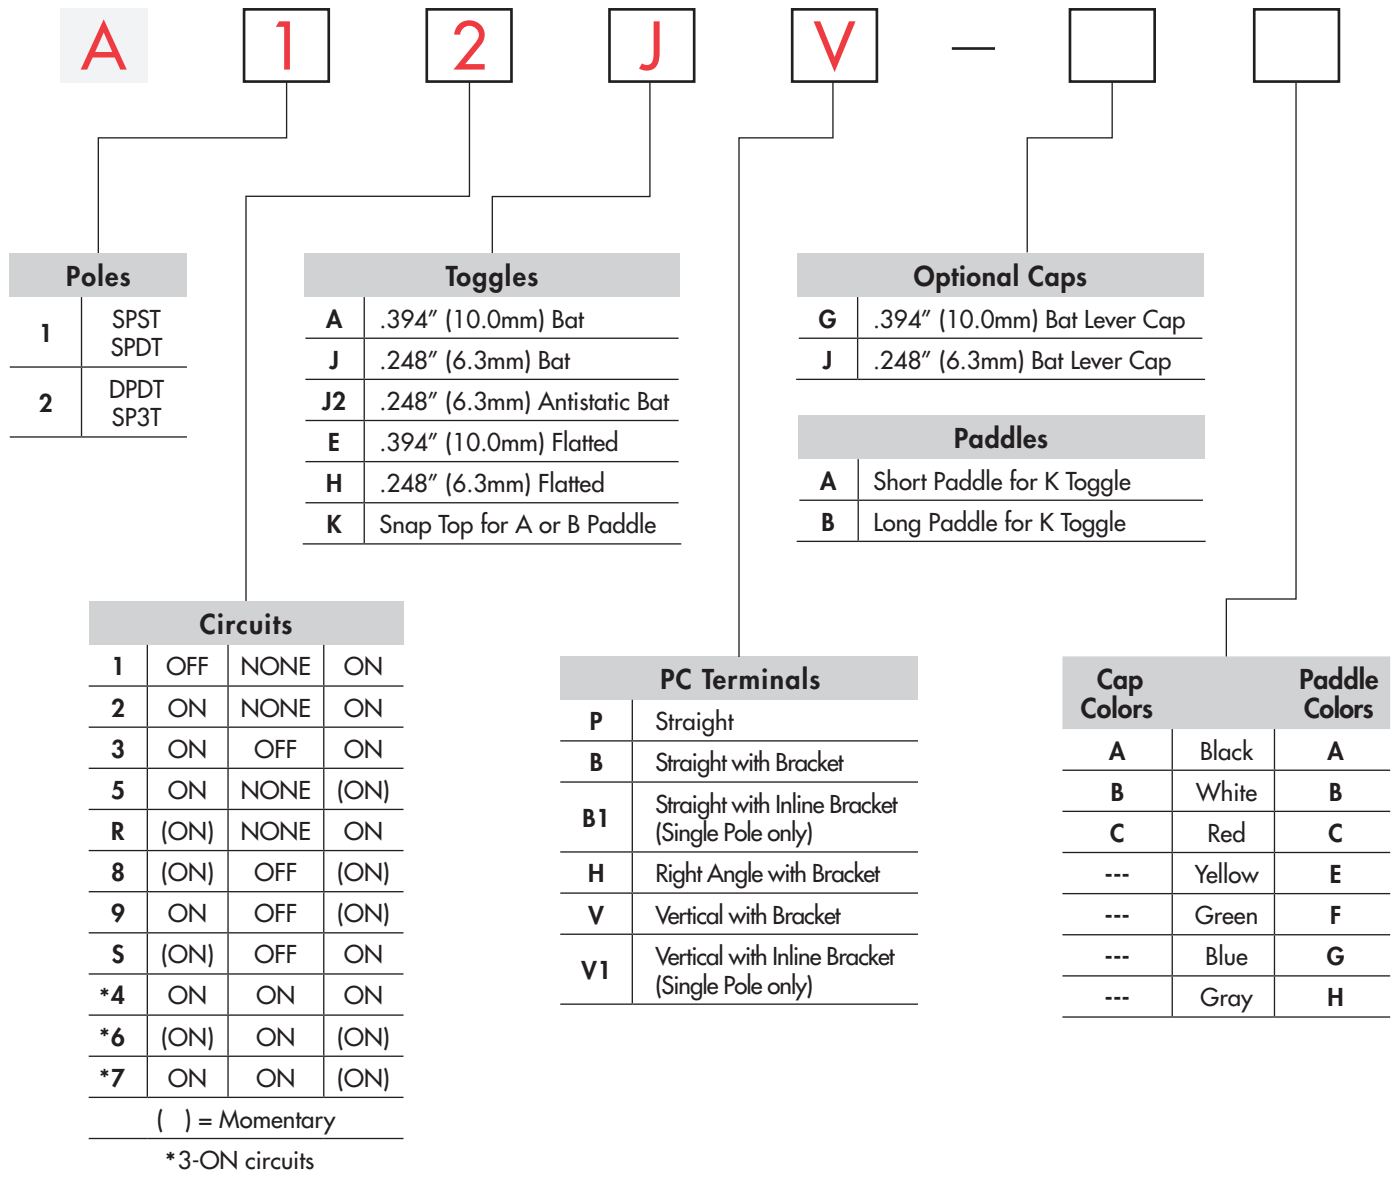 A 1 2 J V —
Poles
1 SPST SPDT
2 DPDT SP3T
Toggles
A .394″ (10.0mm) Bat
J .248″ (6.3mm) Bat
J2 .248″ (6.3mm) Antistatic Bat
E .394″ (10.0mm) Flatted
H .248″ (6.3mm) Flatted
K Snap Top for A or B Paddle
Optional Caps
G .394″ (10.0mm) Bat Lever Cap
J .248″ (6.3mm) Bat Lever Cap
Paddles
A Short Paddle for K Toggle
B Long Paddle for K Toggle
Circuits
1 OFF NONE ON
2 ON NONE ON
3 ON OFF ON
5 ON NONE (ON)
R (ON) NONE ON
8 (ON) OFF (ON)
9 ON OFF (ON)
S (ON) OFF ON
*4 ON ON ON
*6 (ON) ON (ON)
*7 ON ON (ON)
( ) = Momentary
*3-ON circuits
PC Terminals
P Straight
B Straight with Bracket
B1 Straight with Inline Bracket
(Single Pole only)
H Right Angle with Bracket
V Vertical with Bracket
V1 Vertical with Inline Bracket
(Single Pole only)
Cap Colors Paddle Colors
A Black A
B White B
C Red C
--- Yellow E
--- Green F
--- Blue G
--- Gray H